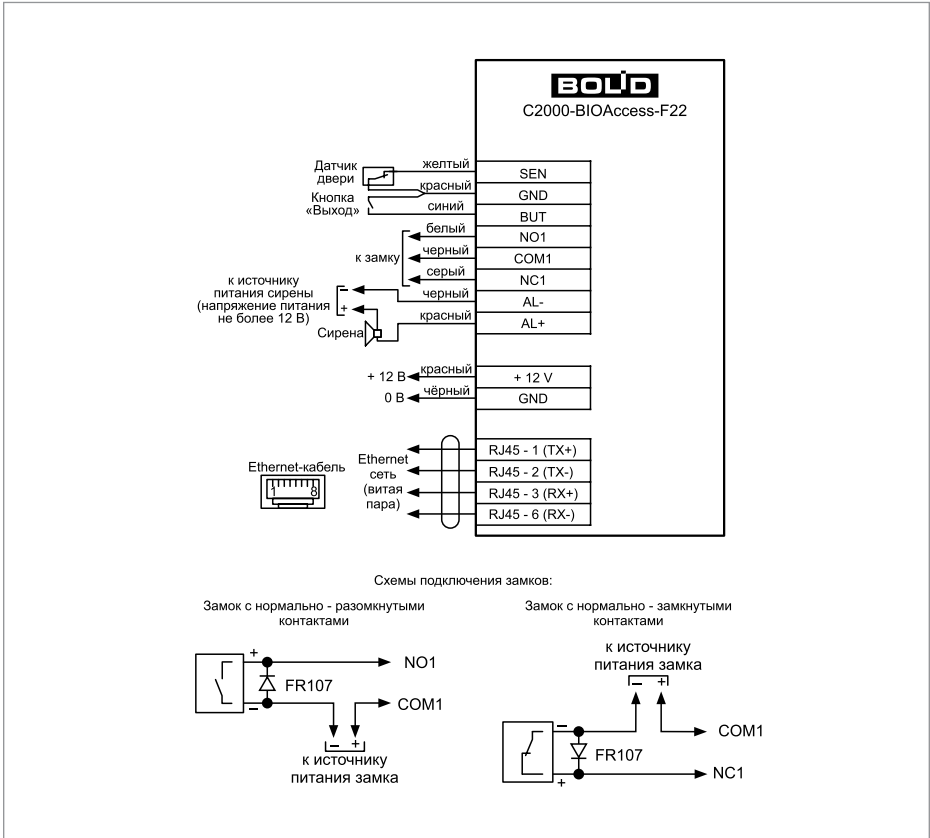 BOLID
C2000-BIOAccess-F22
Датчик
двери
желтый
SEN
красный
GND
Кнопка
«Выход»
синий
BUT
белый
NO1
к замку
черный
COM1
серый
NC1
к источнику
питания сирены
(напряжение питания
не более 12 В)
–
+
черный
AL-
Сирена
красный
AL+
+ 12 В
красный
+ 12 V
0 В
чёрный
GND
Ethernet-кабель
1 8
Ethernet
сеть
(витая
пара)
RJ45 - 1 (TX+)
RJ45 - 2 (TX-)
RJ45 - 3 (RX+)
RJ45 - 6 (RX-)
Схемы подключения замков:
Замок с нормально - разомкнутыми
контактами
+
NO1
FR107
–
COM1
– +
к источнику
питания замка
Замок с нормально - замкнутыми
контактами
к источнику
питания замка
– +
–
COM1
FR107
+
NC1